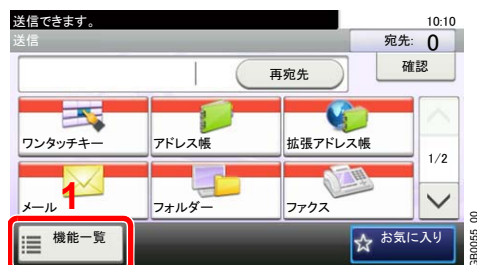 送信できます。 10:10
送信 宛先: 0
再宛先 確認
ワンタッチキー アドレス帳 拡張アドレス帳
1/2
メール 1 フォルダー ファクス
機能一覧 お気に入り
GB0055_00